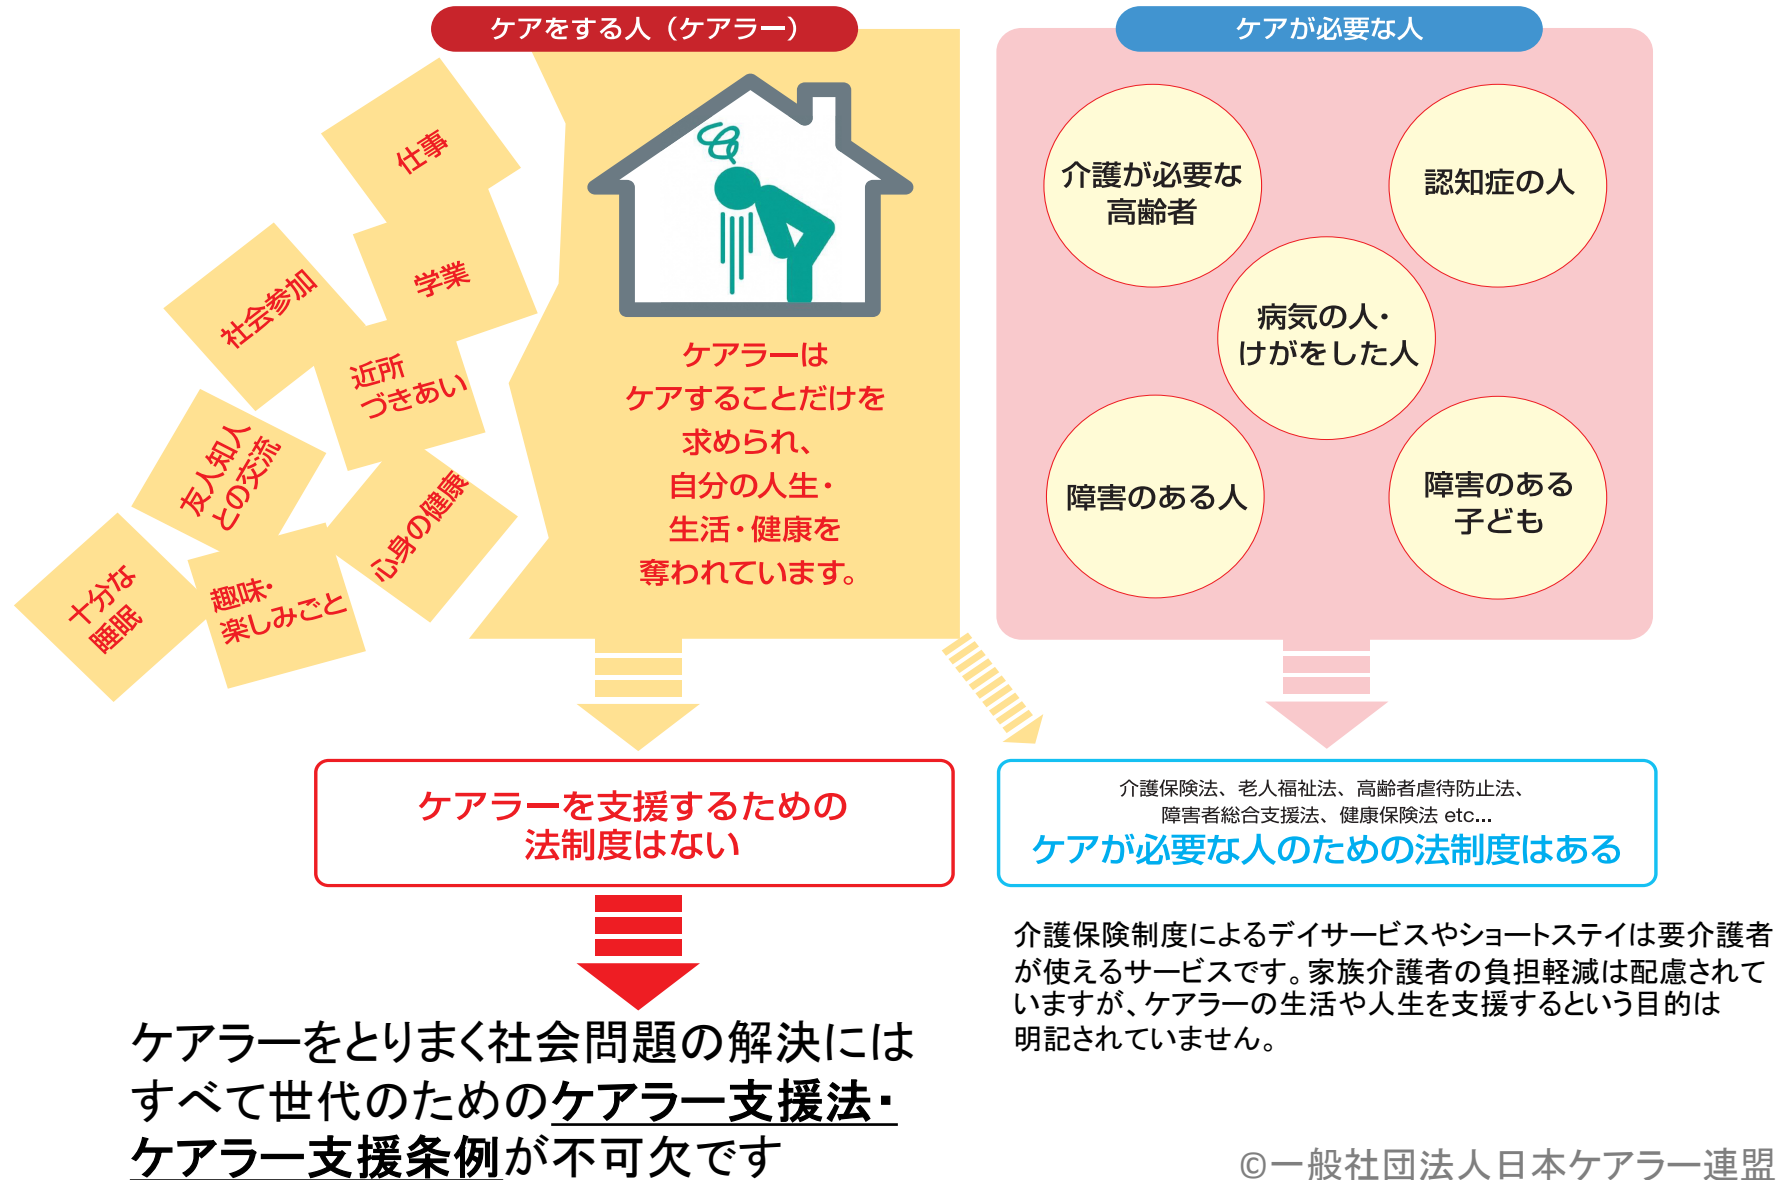 ケアをする人（ケアラー）
仕事
学業
社会参加
近所
づきあい
友人知人
との交流
心身の健康
十分な
睡眠
趣味・
楽しみごと
ケアラーは
ケアすることだけを
求められ、
自分の人生・
生活・健康を
奪われています。
ケアが必要な人
介護が必要な
高齢者
認知症の人
病気の人・
けがをした人
障害のある人
障害のある
子ども
ケアラーを支援するための
法制度はない
介護保険法、老人福祉法、高齢者虐待防止法、
障害者総合支援法、健康保険法 etc...
ケアが必要な人のための法制度はある
介護保険制度によるデイサービスやショートステイは要介護者
が使えるサービスです。家族介護者の負担軽減は配慮されて
いますが、ケアラーの生活や人生を支援するという目的は
明記されていません。
ケアラーをとりまく社会問題の解決には
すべて世代のためのケアラー支援法・
ケアラー支援条例が不可欠です
©一般社団法人日本ケアラー連盟